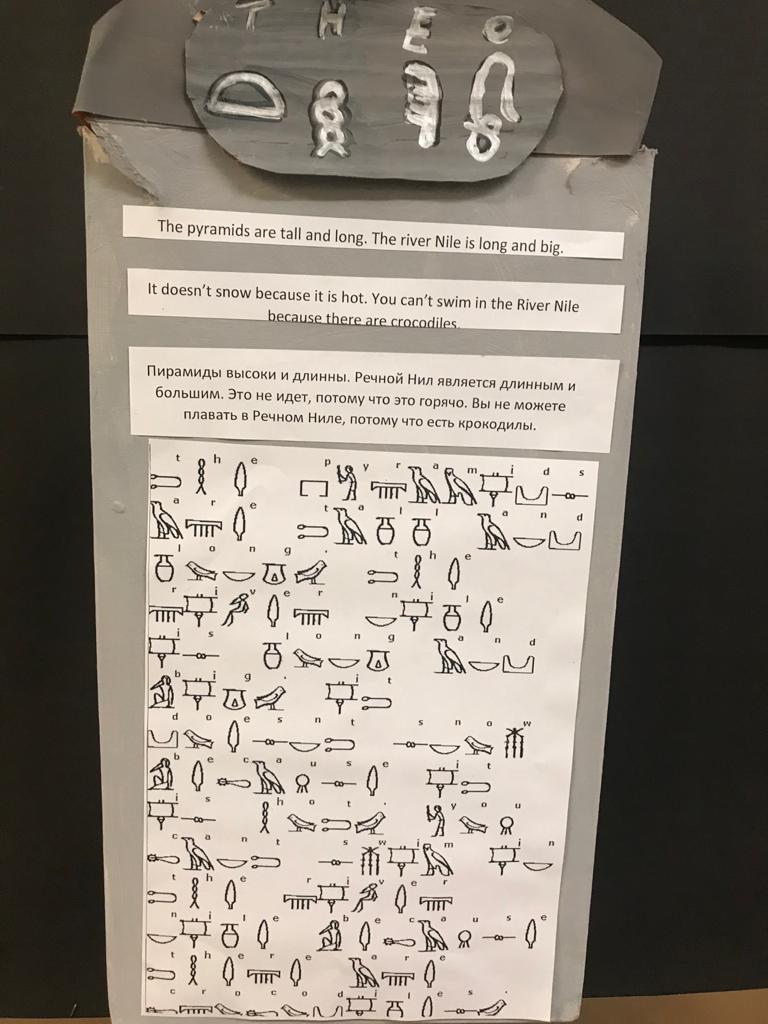 T H E O
The pyramids are tall and long. The river Nile is long and big.
It doesn't snow because it is hot. You can't swim in the River Nile
because there are crocodiles.
Пирамиды высоки и длинны. Речной Нил является длинным и
большим. Это не идет, потому что это горячо. Вы не можете
плавать в Речном Ниле, потому что есть крокодилы.
t h e p y r a m i d s
a r e t a l l a n d
l o n g . t h e
r i v e r n i l e
i s l o n g a n d
b i g . i t
d o e s n t s n o w
b e c a u s e i t
i s h o t . y o u
c a n t s w i m i n
t h e r i v e r
n i l e b e c a u s e
t h e r e a r e
c r o c o d i l e s .